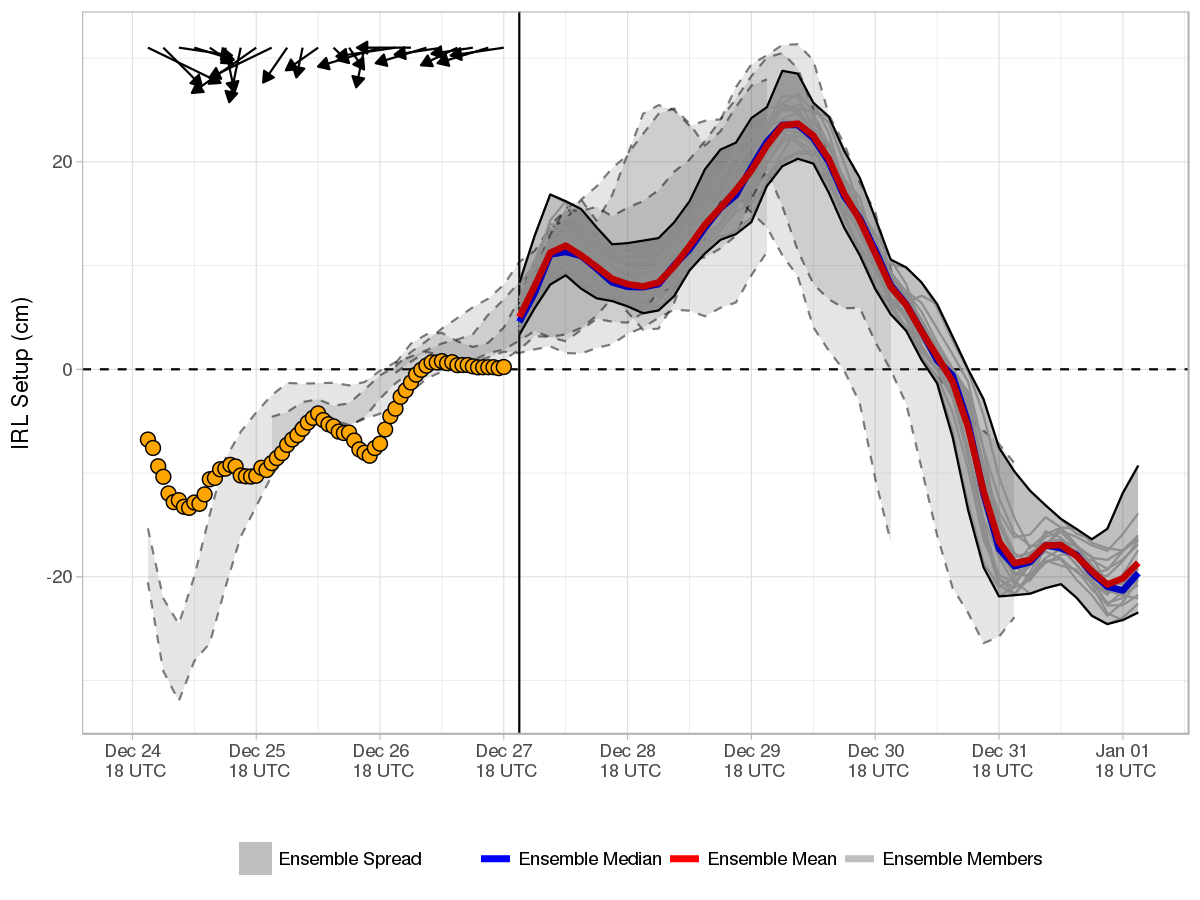 IRL Setup (cm)
20
0
-20
Dec 24 Dec 25 Dec 26 Dec 27 Dec 28 Dec 29 Dec 30 Dec 31 Jan 01
18 UTC 18 UTC 18 UTC 18 UTC 18 UTC 18 UTC 18 UTC 18 UTC 18 UTC
Ensemble Spread Ensemble Median Ensemble Mean Ensemble Members